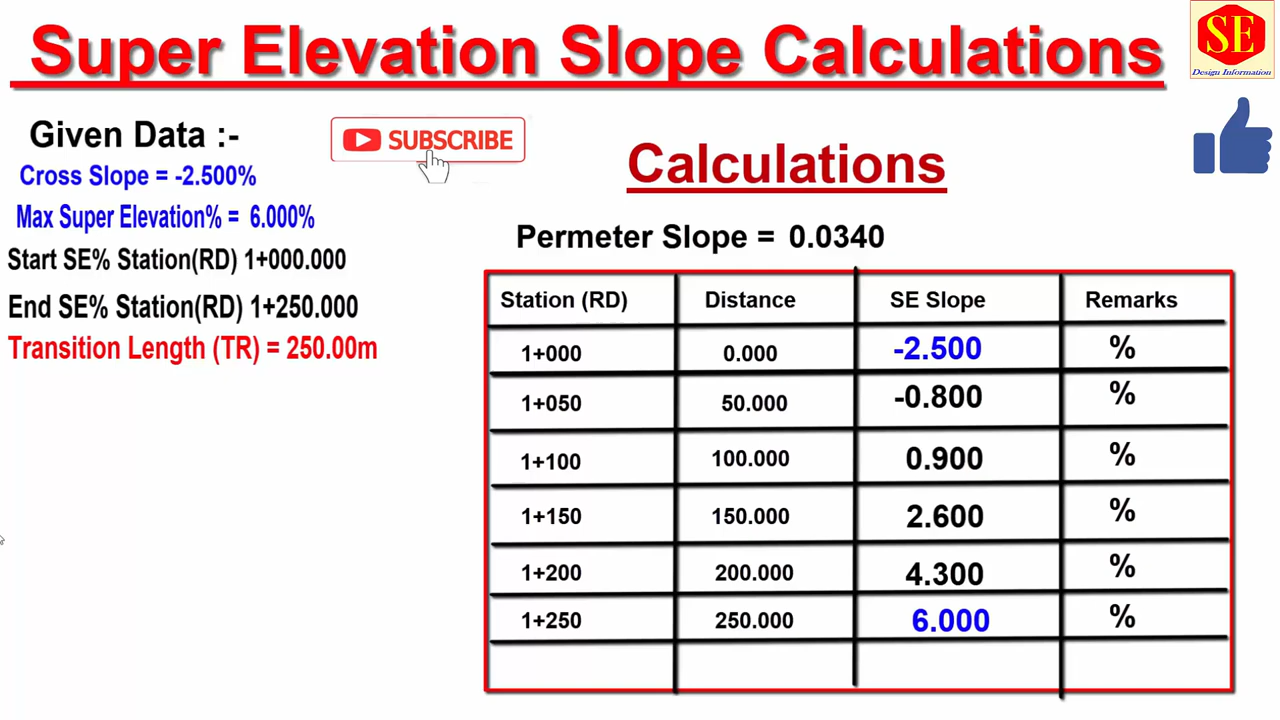 Super Elevation Slope Calculations
SE
Design Information
Given Data :-
SUBSCRIBE
Cross Slope = -2.500%
Max Super Elevation% = 6.000%
Start SE% Station(RD) 1+000.000
End SE% Station(RD) 1+250.000
Transition Length (TR) = 250.00m
Calculations
Permeter Slope = 0.0340
Station (RD) Distance SE Slope Remarks
1+000 0.000 -2.500 %
1+050 50.000 -0.800 %
1+100 100.000 0.900 %
1+150 150.000 2.600 %
1+200 200.000 4.300 %
1+250 250.000 6.000 %